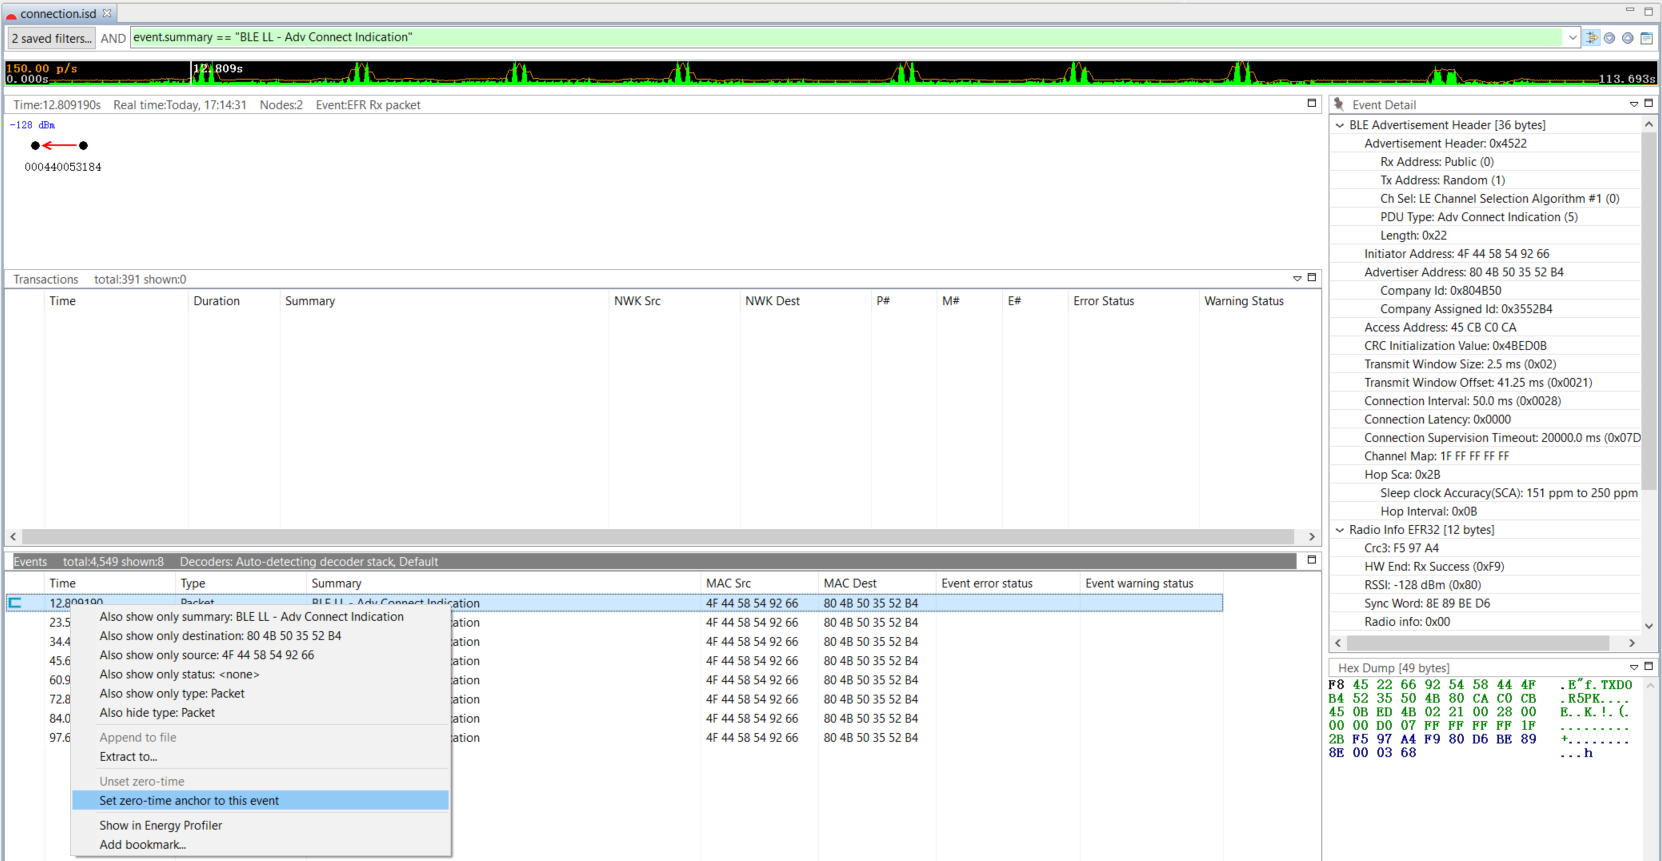 connection.isd
2 saved filters... AND event.summary == "BLE LL - Adv Connect Indication"
150.00 p/s
0.000s
12.809s
113.693s
Time:12.809190s Real time:Today, 17:14:31 Nodes:2 Event:EFR Rx packet
-128 dBm
000440053184
Transactions total:391 shown:0
Time Duration Summary NWK Src NWK Dest P# M# E# Error Status Warning Status
Events total:4,549 shown:8 Decoders: Auto-detecting decoder stack, Default
Time Type Summary MAC Src MAC Dest Event error status Event warning status
12.809190 Packet BLE LL - Adv Connect Indication 4F 44 58 54 92 66 80 4B 50 35 52 B4
23.5 ation 4F 44 58 54 92 66 80 4B 50 35 52 B4
34.4 ation 4F 44 58 54 92 66 80 4B 50 35 52 B4
45.6 ation 4F 44 58 54 92 66 80 4B 50 35 52 B4
60.9 ation 4F 44 58 54 92 66 80 4B 50 35 52 B4
72.8 ation 4F 44 58 54 92 66 80 4B 50 35 52 B4
84.0 ation 4F 44 58 54 92 66 80 4B 50 35 52 B4
97.6 ation 4F 44 58 54 92 66 80 4B 50 35 52 B4
Also show only summary: BLE LL - Adv Connect Indication
Also show only destination: 80 4B 50 35 52 B4
Also show only source: 4F 44 58 54 92 66
Also show only status: <none>
Also show only type: Packet
Also hide type: Packet
Append to file
Extract to...
Unset zero-time
Set zero-time anchor to this event
Show in Energy Profiler
Add bookmark...
Event Detail
BLE Advertisement Header [36 bytes]
Advertisement Header: 0x4522
Rx Address: Public (0)
Tx Address: Random (1)
Ch Sel: LE Channel Selection Algorithm #1 (0)
PDU Type: Adv Connect Indication (5)
Length: 0x22
Initiator Address: 4F 44 58 54 92 66
Advertiser Address: 80 4B 50 35 52 B4
Company Id: 0x804B50
Company Assigned Id: 0x3552B4
Access Address: 45 CB C0 CA
CRC Initialization Value: 0x4BED0B
Transmit Window Size: 2.5 ms (0x02)
Transmit Window Offset: 41.25 ms (0x0021)
Connection Interval: 50.0 ms (0x0028)
Connection Latency: 0x0000
Connection Supervision Timeout: 20000.0 ms (0x07D
Channel Map: 1F FF FF FF FF
Hop Sca: 0x2B
Sleep clock Accuracy(SCA): 151 ppm to 250 ppm
Hop Interval: 0x0B
Radio Info EFR32 [12 bytes]
Crc3: F5 97 A4
HW End: Rx Success (0xF9)
RSSI: -128 dBm (0x80)
Sync Word: 8E 89 BE D6
Radio info: 0x00
Hex Dump [49 bytes]
F8 45 22 66 92 54 58 44 4F .E"f.TXDO
B4 52 35 50 4B 80 CA C0 CB .R5PK....
45 0B ED 4B 02 21 00 28 00 E..K.!.(.
00 00 D0 07 FF FF FF FF 1F .........
2B F5 97 A4 F9 80 D6 BE 89 +........
8E 00 03 68 ...h